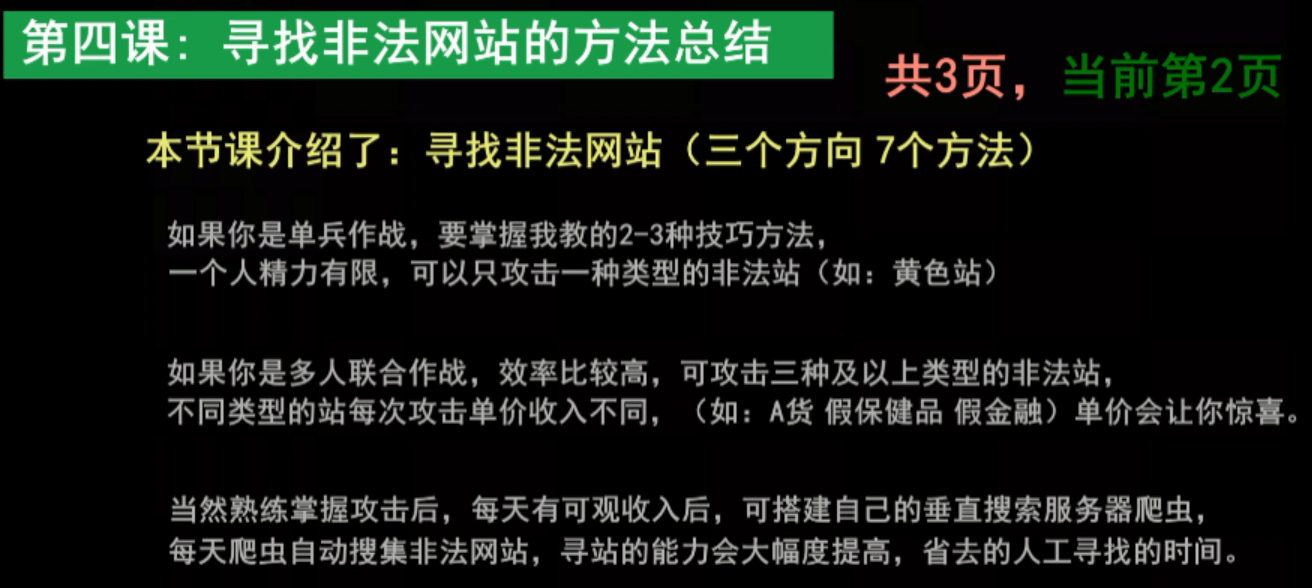 第四课: 寻找非法网站的方法总结
共3页，当前第2页
本节课介绍了：寻找非法网站（三个方向 7个方法）
如果你是单兵作战，要掌握我教的2-3种技巧方法，
一个人精力有限，可以只攻击一种类型的非法站（如：黄色站）
如果你是多人联合作战，效率比较高，可攻击三种及以上类型的非法站，
不同类型的站每次攻击单价收入不同，（如：A货 假保健品 假金融）单价会让你惊喜。
当然熟练掌握攻击后，每天有可观收入后，可搭建自己的垂直搜索服务器爬虫，
每天爬虫自动搜集非法网站，寻站的能力会大幅度提高，省去的人工寻找的时间。